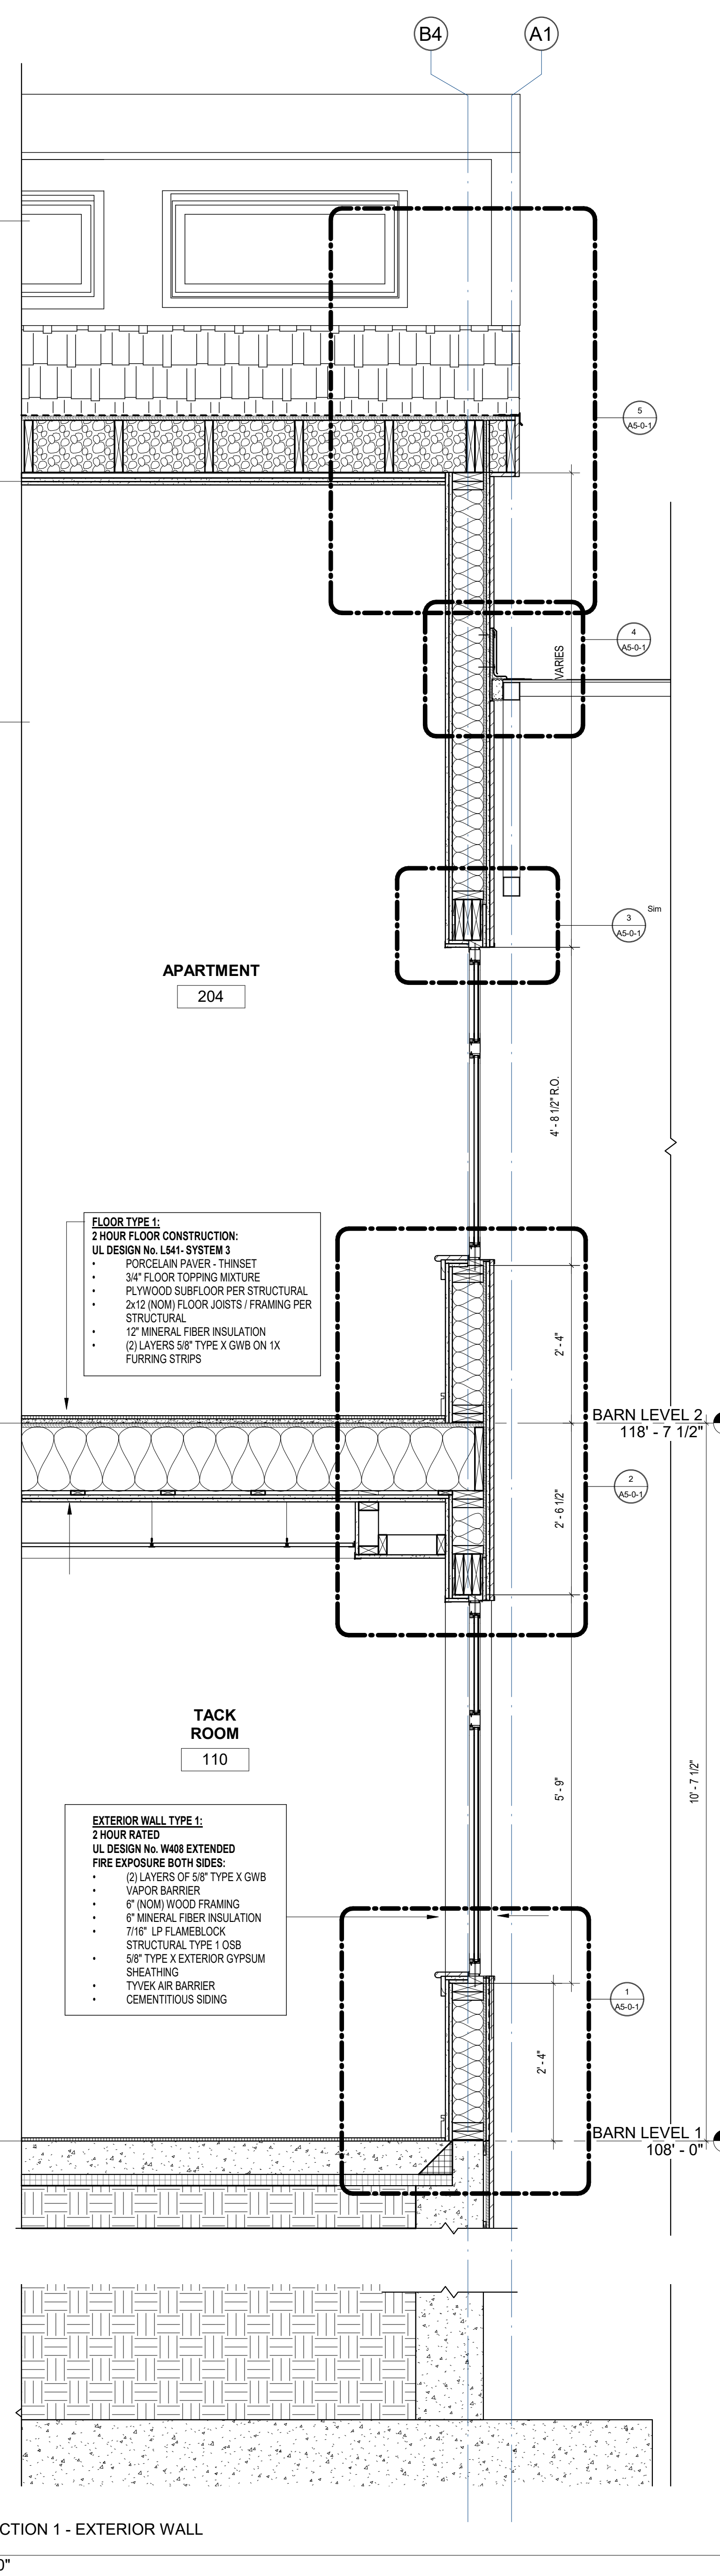 B4
A1
5
A5-0-1
4
A5-0-1
VARIES
Sim
3
A5-0-1
APARTMENT
204
4' - 8 1/2" R.O.
FLOOR TYPE 1:
2 HOUR FLOOR CONSTRUCTION:
UL DESIGN No. L541- SYSTEM 3
• PORCELAIN PAVER - THINSET
• 3/4" FLOOR TOPPING MIXTURE
• PLYWOOD SUBFLOOR PER STRUCTURAL
• 2x12 (NOM) FLOOR JOISTS / FRAMING PER
STRUCTURAL
• 12" MINERAL FIBER INSULATION
• (2) LAYERS 5/8" TYPE X GWB ON 1X
FURRING STRIPS
2' - 4"
BARN LEVEL 2
118' - 7 1/2"
2
A5-0-1
2' - 6 1/2"
TACK
ROOM
110
5' - 9"
10' - 7 1/2"
EXTERIOR WALL TYPE 1:
2 HOUR RATED
UL DESIGN No. W408 EXTENDED
FIRE EXPOSURE BOTH SIDES:
• (2) LAYERS OF 5/8" TYPE X GWB
• VAPOR BARRIER
• 6" (NOM) WOOD FRAMING
• 6" MINERAL FIBER INSULATION
• 7/16" LP FLAMEBLOCK
STRUCTURAL TYPE 1 OSB
• 5/8" TYPE X EXTERIOR GYPSUM
SHEATHING
• TYVEK AIR BARRIER
• CEMENTITIOUS SIDING
1
A5-0-1
2' - 4"
BARN LEVEL 1
108' - 0"
CTION 1 - EXTERIOR WALL
0"